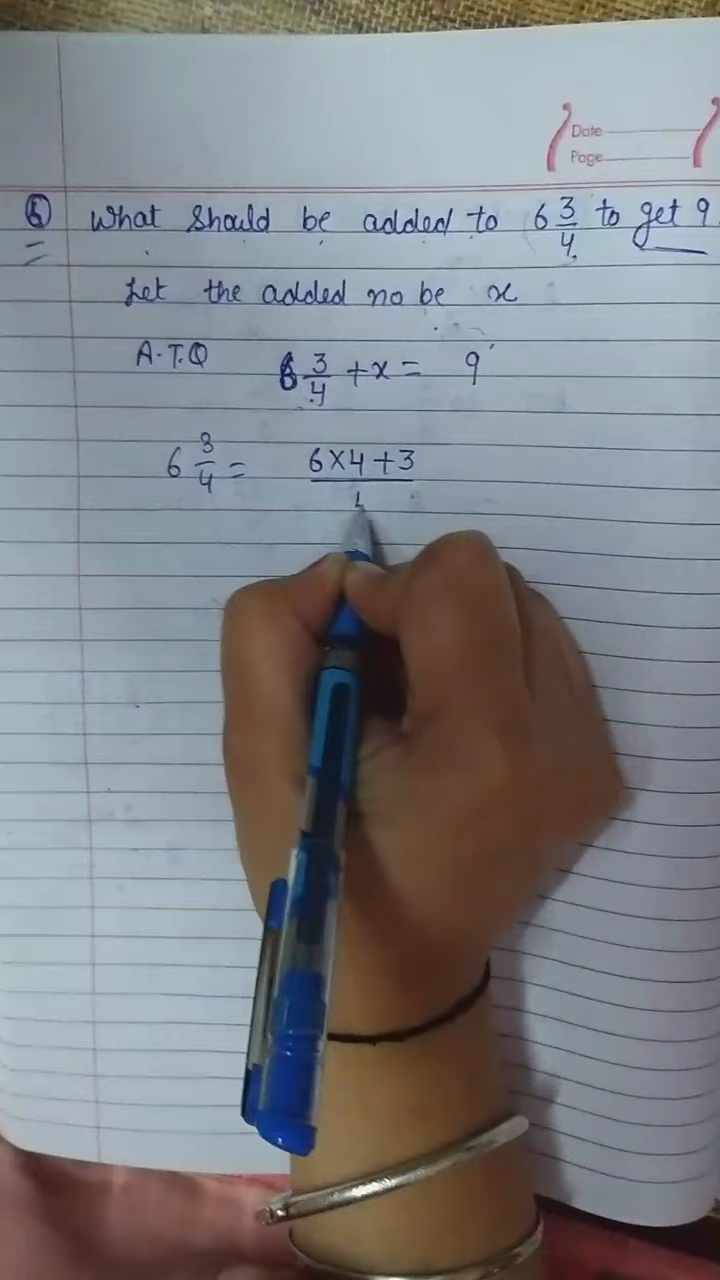 Date
Page
6 What should be added to 6 3/4 to get 9
Let the added no be x
A.T.Q 6 3/4 + x = 9
6 3/4 = 6×4+3